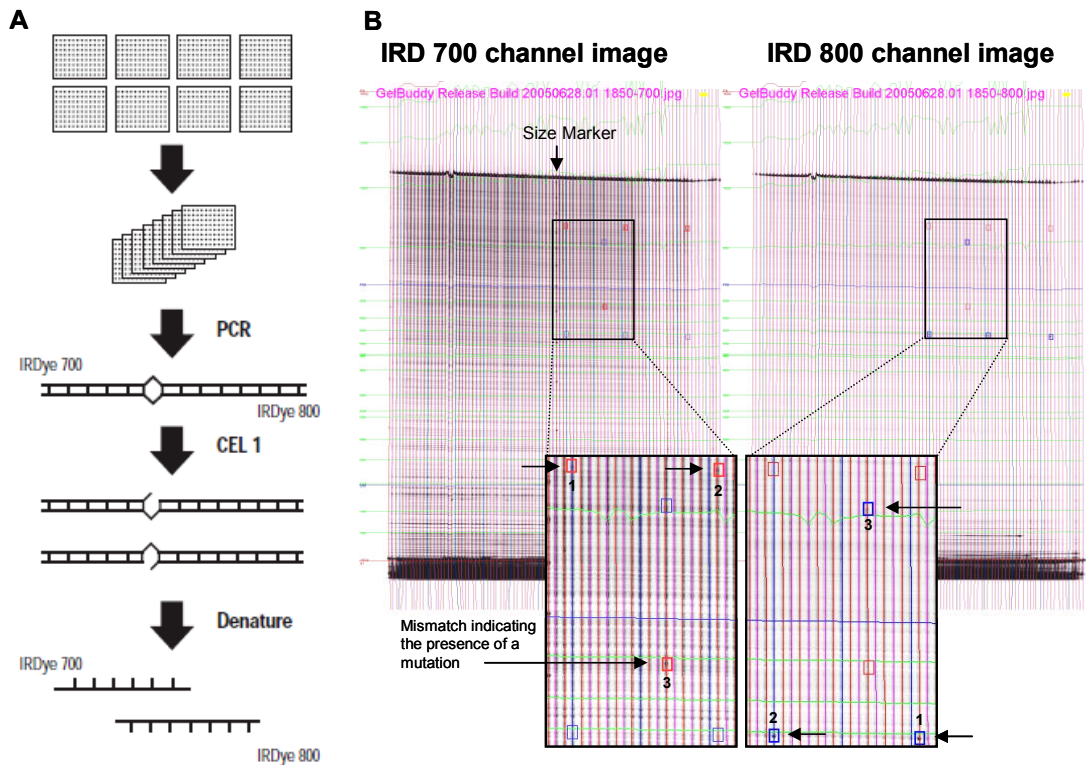 A
PCR
IRDye 700
IRDye 800
CEL 1
Denature
IRDye 700
IRDye 800
B
IRD 700 channel image
IRD 800 channel image
GelBuddy Release Build 20050628.01 1850-700.jpg
GelBuddy Release Build 20050628.01 1850-800.jpg
Size Marker
1
2
3
Mismatch indicating
the presence of a
mutation
3
2
1